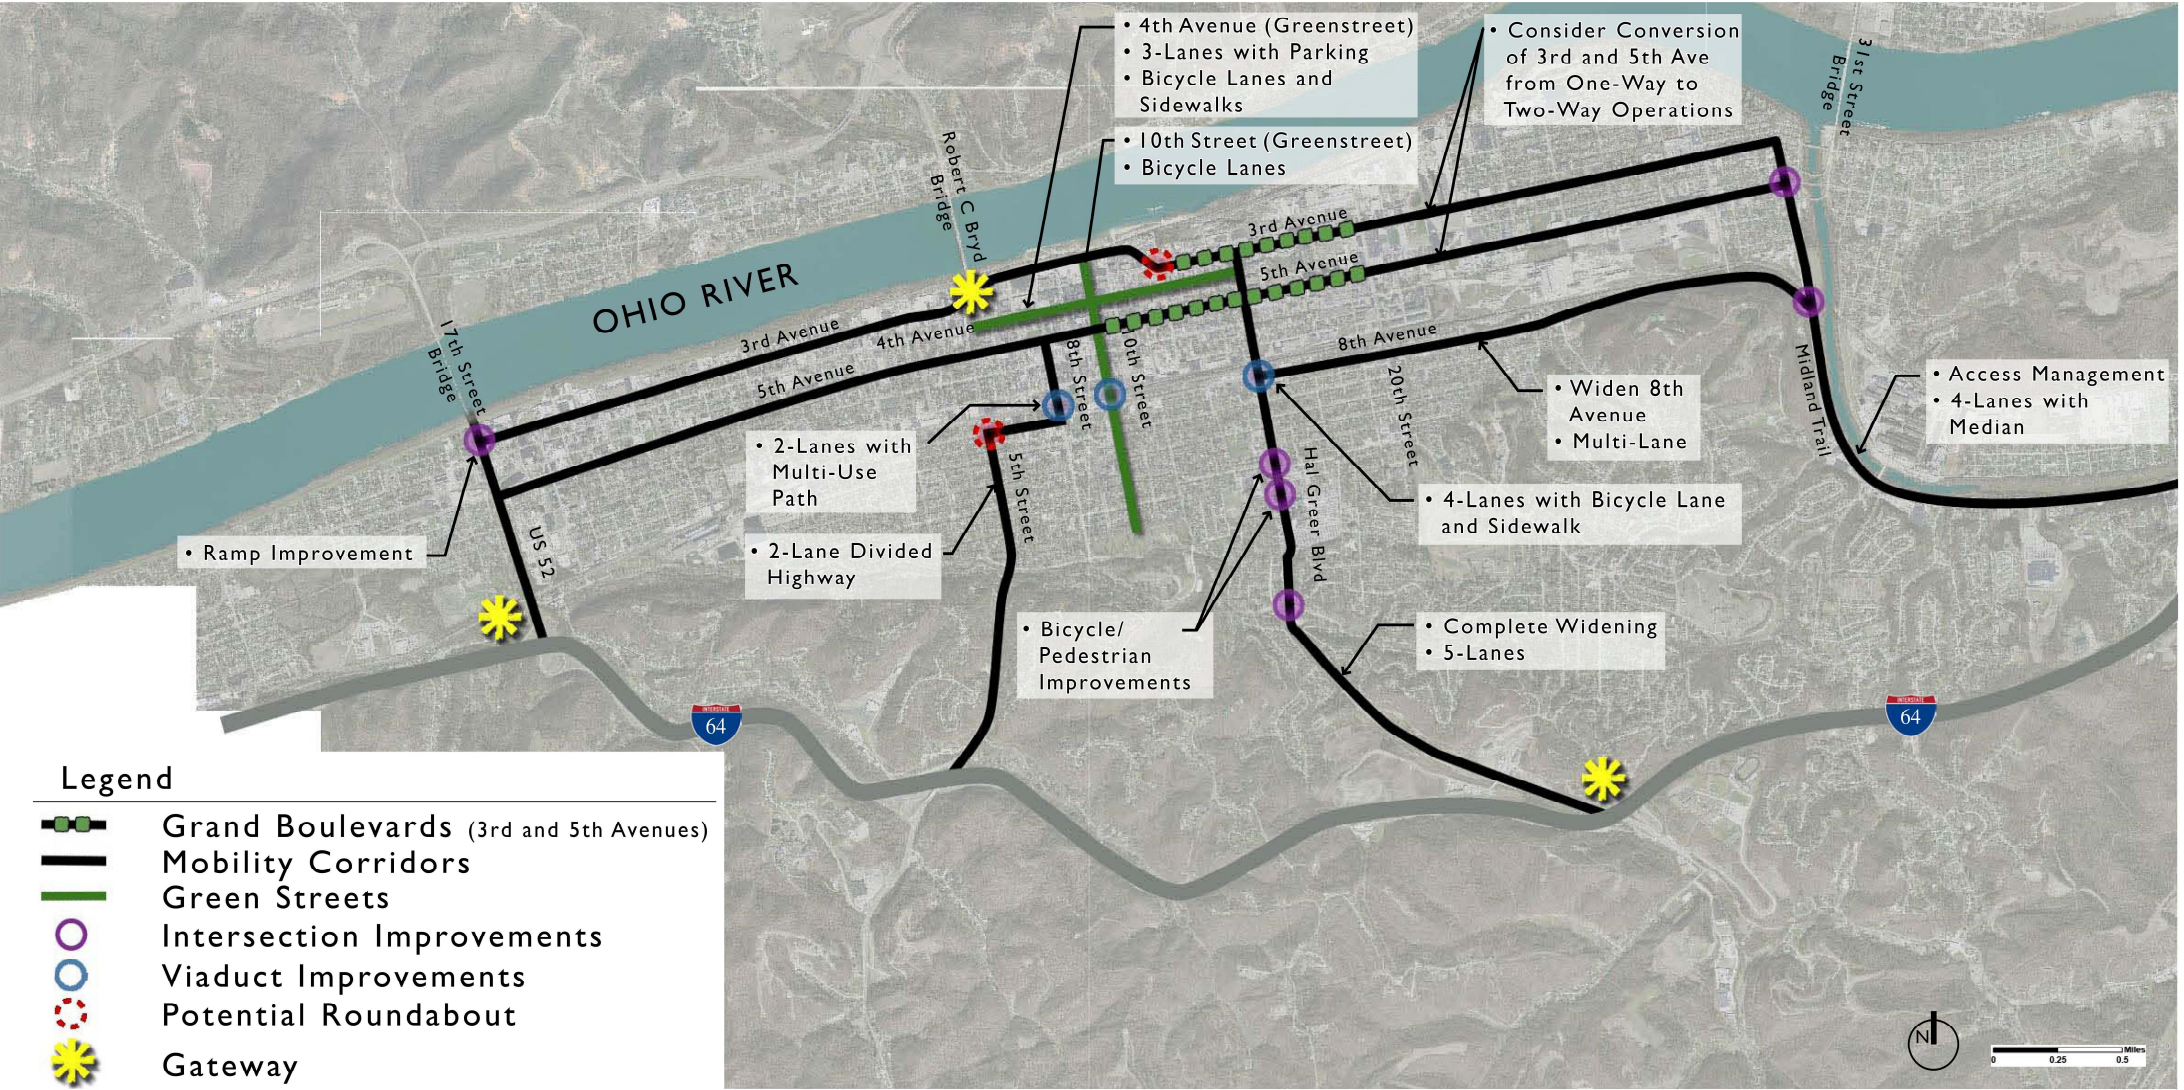 • 4th Avenue (Greenstreet)
• 3-Lanes with Parking
• Bicycle Lanes and
Sidewalks
• 10th Street (Greenstreet)
• Bicycle Lanes
• Consider Conversion
of 3rd and 5th Ave
from One-Way to
Two-Way Operations
31st Street
Bridge
Robert C Bryd
Bridge
OHIO RIVER
17th Street
Bridge
3rd Avenue
4th Avenue
5th Avenue
3rd Avenue
5th Avenue
8th Avenue
8th Street
10th Street
20th Street
5th Street
Hal Greer Blvd
Midland Trail
US 52
• Access Management
• 4-Lanes with
Median
• Widen 8th
Avenue
• Multi-Lane
• 2-Lanes with
Multi-Use
Path
• 4-Lanes with Bicycle Lane
and Sidewalk
• Ramp Improvement
• 2-Lane Divided
Highway
• Bicycle/
Pedestrian
Improvements
• Complete Widening
• 5-Lanes
INTERSTATE
64
INTERSTATE
64
Legend
Grand Boulevards (3rd and 5th Avenues)
Mobility Corridors
Green Streets
Intersection Improvements
Viaduct Improvements
Potential Roundabout
Gateway
N
Miles
0 0.25 0.5